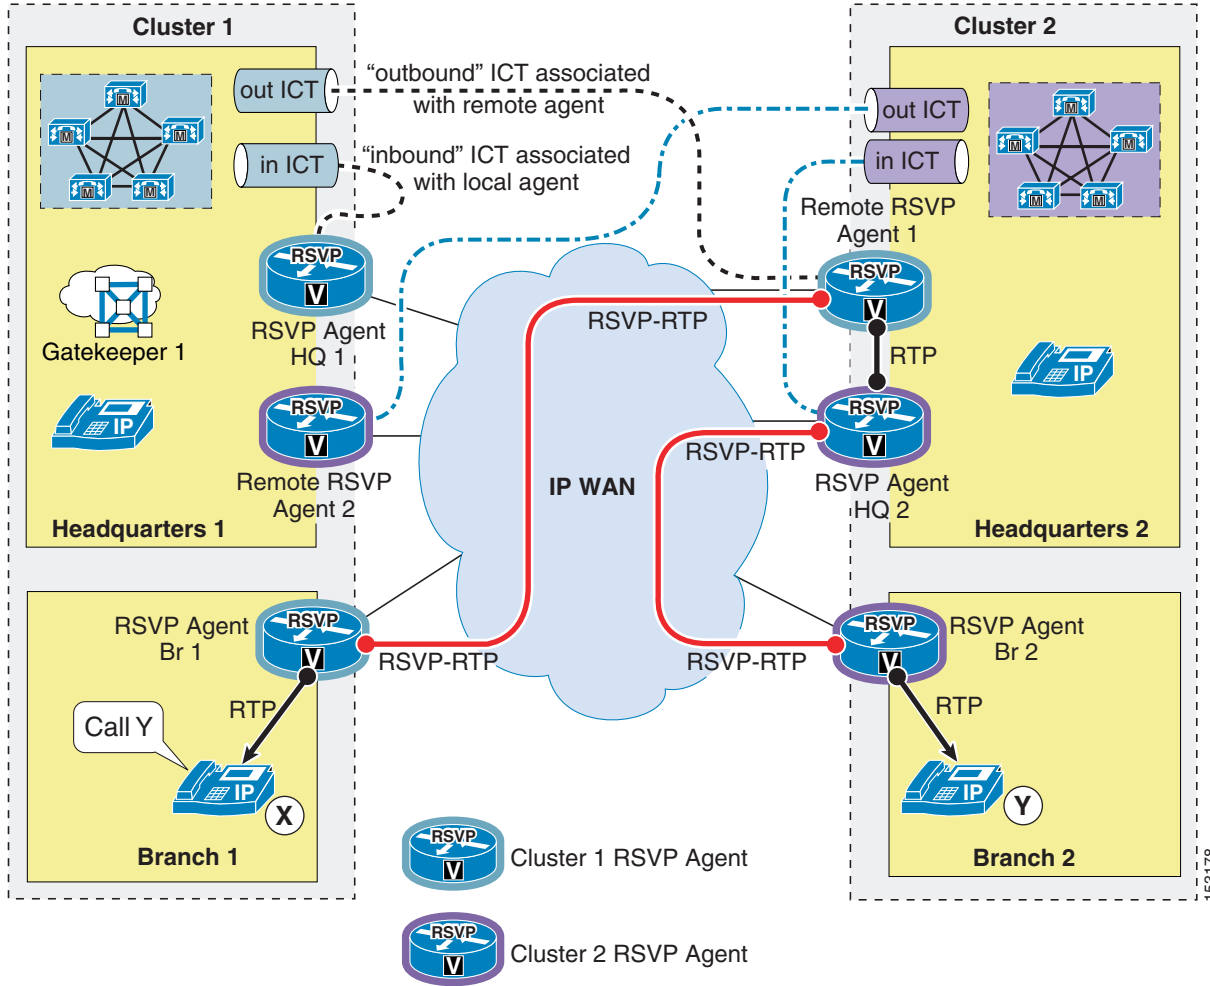 Cluster 1
Cluster 2
out ICT
"outbound" ICT associated
with remote agent
out ICT
in ICT
"inbound" ICT associated
with local agent
in ICT
M
M
M
M
M
M
M
M
M
M
Remote RSVP
Agent 1
RSVP
V
RSVP
V
Gatekeeper 1
RSVP Agent
HQ 1
RSVP-RTP
RTP
IP
IP
RSVP
V
RSVP
V
Remote RSVP
Agent 2
RSVP-RTP
IP WAN
RSVP Agent
HQ 2
Headquarters 1
Headquarters 2
RSVP Agent
Br 1
RSVP
V
RSVP-RTP
RSVP-RTP
RSVP
V
RSVP Agent
Br 2
RTP
RTP
Call Y
IP
X
IP
Y
Branch 1
Branch 2
RSVP
V
Cluster 1 RSVP Agent
RSVP
V
Cluster 2 RSVP Agent